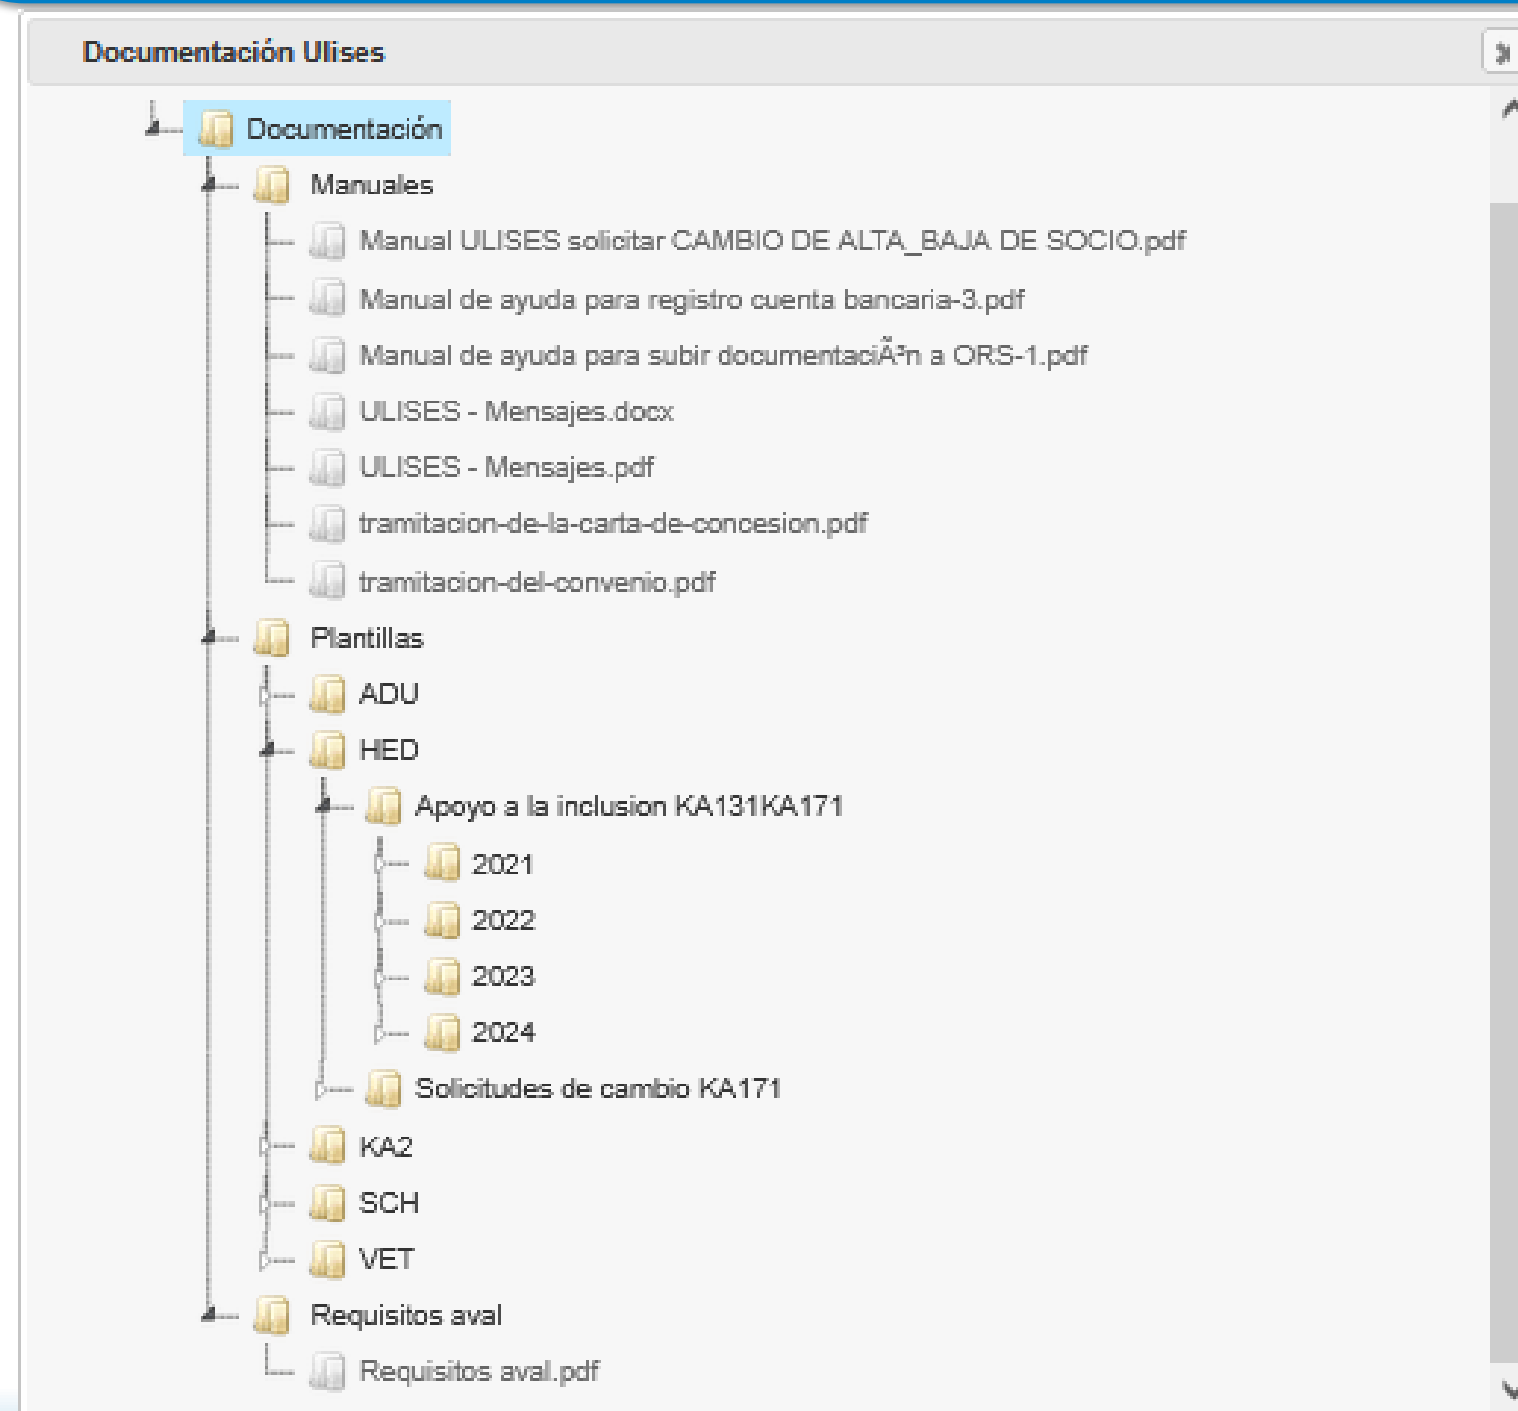 Documentación Ulises
Documentación
Manuales
Manual ULISES solicitar CAMBIO DE ALTA_BAJA DE SOCIO.pdf
Manual de ayuda para registro cuenta bancaria-3.pdf
Manual de ayuda para subir documentaciÃ³n a ORS-1.pdf
ULISES - Mensajes.docx
ULISES - Mensajes.pdf
tramitacion-de-la-carta-de-concesion.pdf
tramitacion-del-convenio.pdf
Plantillas
ADU
HED
Apoyo a la inclusion KA131KA171
2021
2022
2023
2024
Solicitudes de cambio KA171
KA2
SCH
VET
Requisitos aval
Requisitos aval.pdf